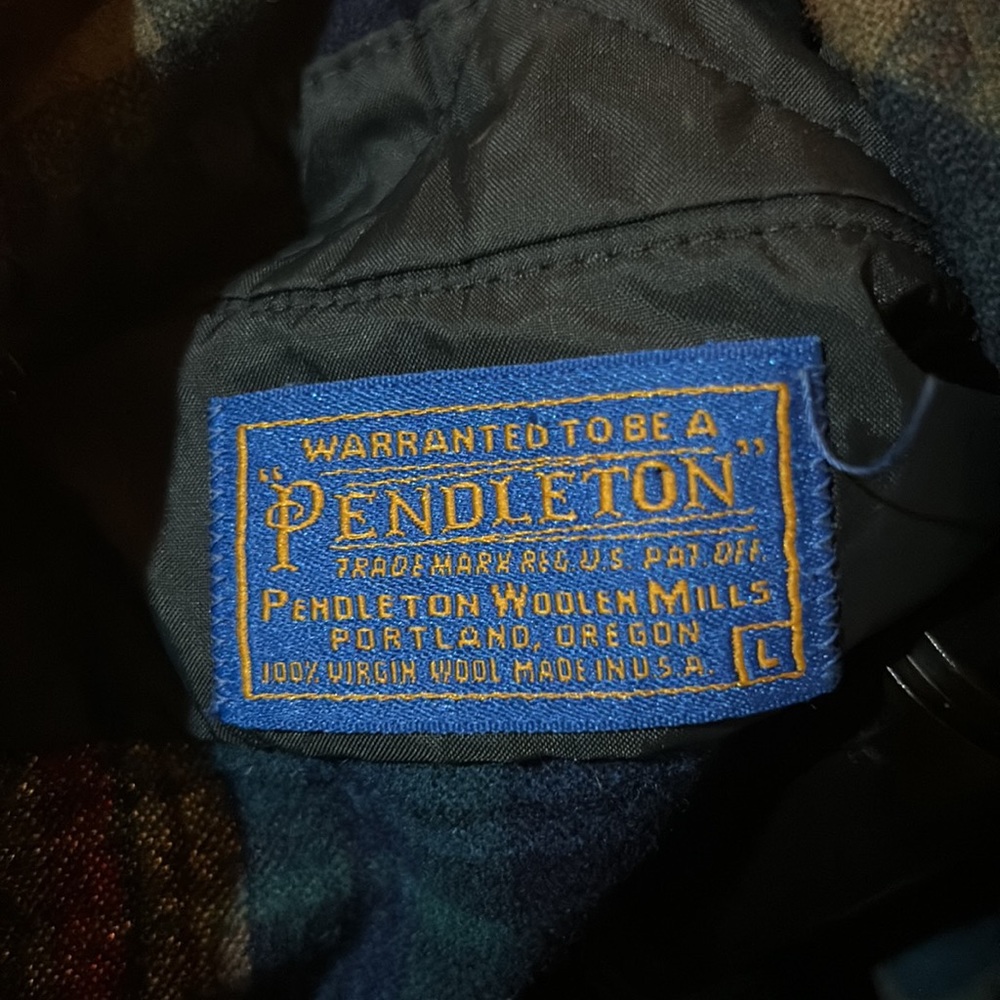 WARRANTED TO BE A
"PENDLETON"
TRADE MARK REG. U.S. PAT. OFF.
PENDLETON WOOLEN MILLS
PORTLAND, OREGON
100% VIRGIN WOOL MADE IN U.S.A.
L